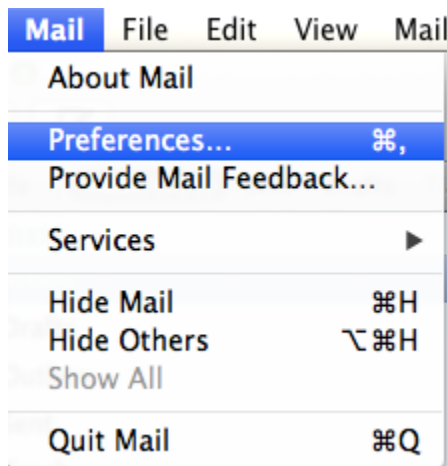 Mail File Edit View Mail
About Mail
Preferences... ⌘,
Provide Mail Feedback...
Services ▶
Hide Mail ⌘H
Hide Others ⌥⌘H
Show All
Quit Mail ⌘Q